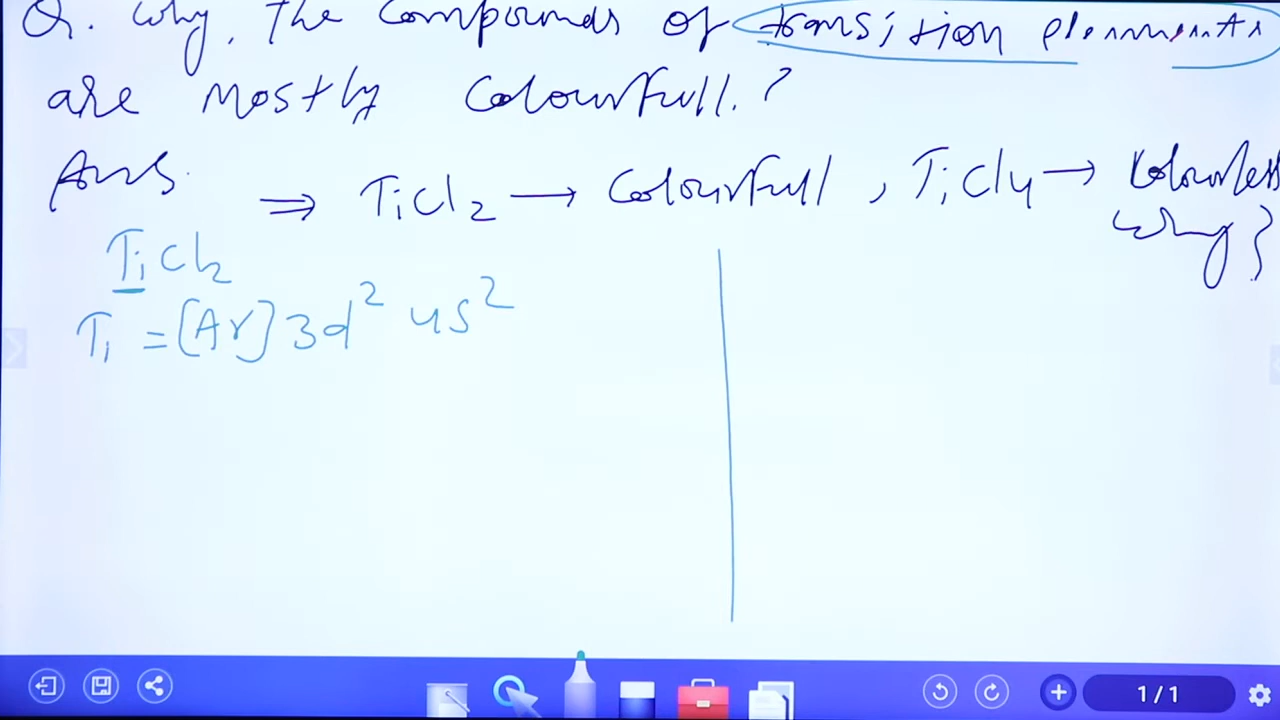 Q. Why, The Compounds of transition elements
are mostly Colourfull.?
Ans.
⇒ TiCl2 → Colourfull, TiCl4 → Colourless
Why?
TiCl2
Ti = [Ar] 3d² 4s²
1/1